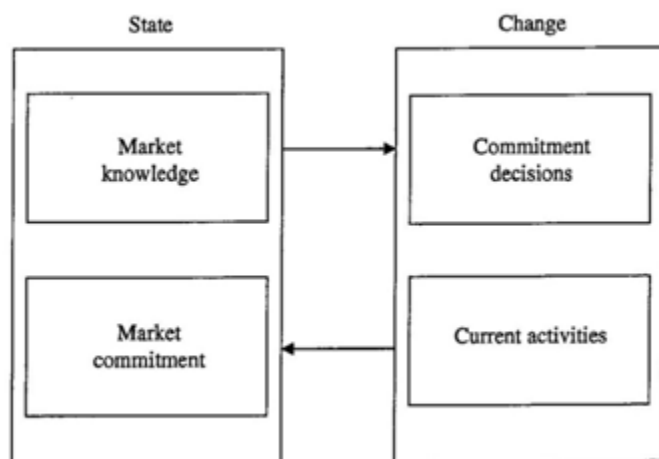 State
Change
Market
knowledge
Commitment
decisions
Market
commitment
Current activities